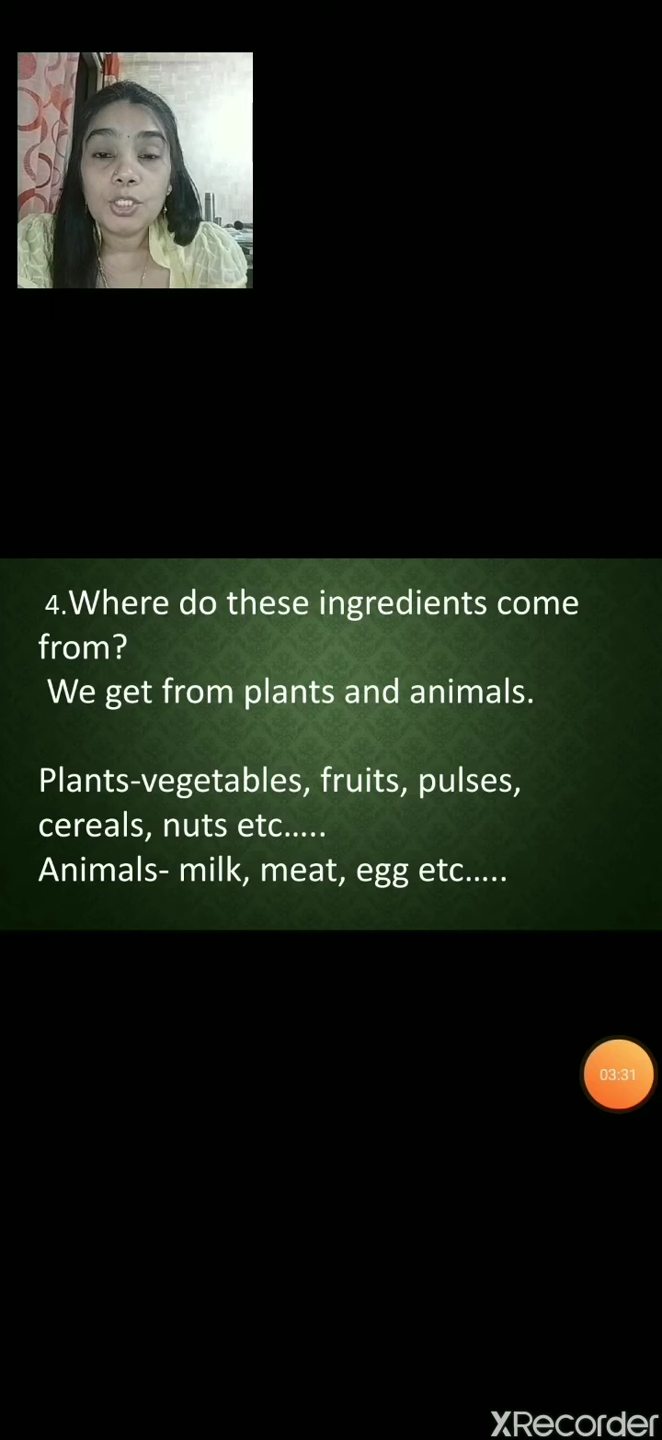 4.Where do these ingredients come
from?
We get from plants and animals.
Plants-vegetables, fruits, pulses,
cereals, nuts etc.....
Animals- milk, meat, egg etc.....
03:31
XRecorder